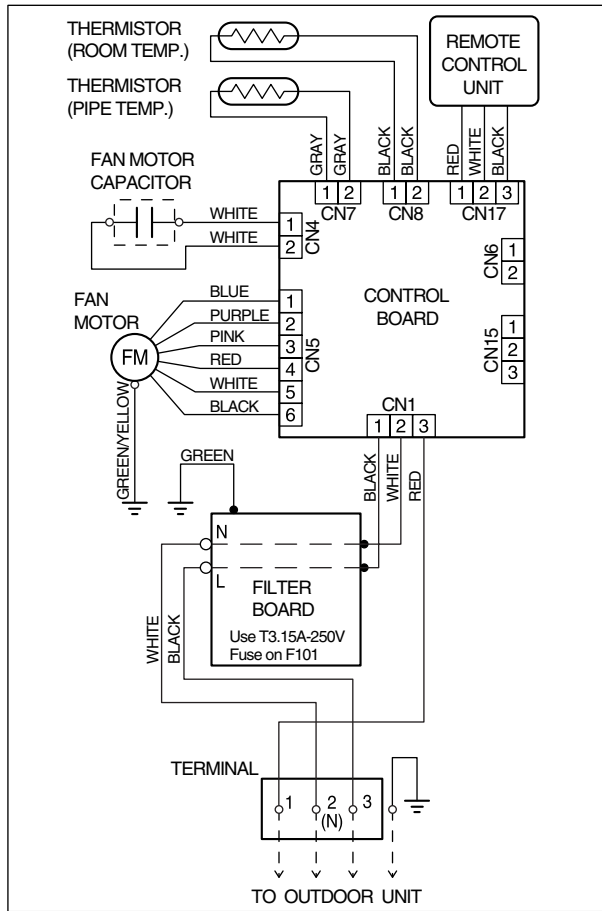 THERMISTOR
(ROOM TEMP.)
REMOTE
CONTROL
UNIT
THERMISTOR
(PIPE TEMP.)
GRAY
GRAY
BLACK
BLACK
RED
WHITE
BLACK
FAN MOTOR
CAPACITOR
1 2
CN7
1 2
CN8
1 2 3
CN17
WHITE
WHITE
1
2
CN4
CN6
1
2
CONTROL
BOARD
CN15
1
2
3
FAN
MOTOR
FM
BLUE
PURPLE
PINK
RED
WHITE
BLACK
1
2
3
4
5
6
CN5
CN1
1 2 3
GREEN/YELLOW
GREEN
BLACK
WHITE
RED
N
L
FILTER
BOARD
Use T3.15A-250V
Fuse on F101
WHITE
BLACK
TERMINAL
1 2 3
(N)
TO OUTDOOR UNIT